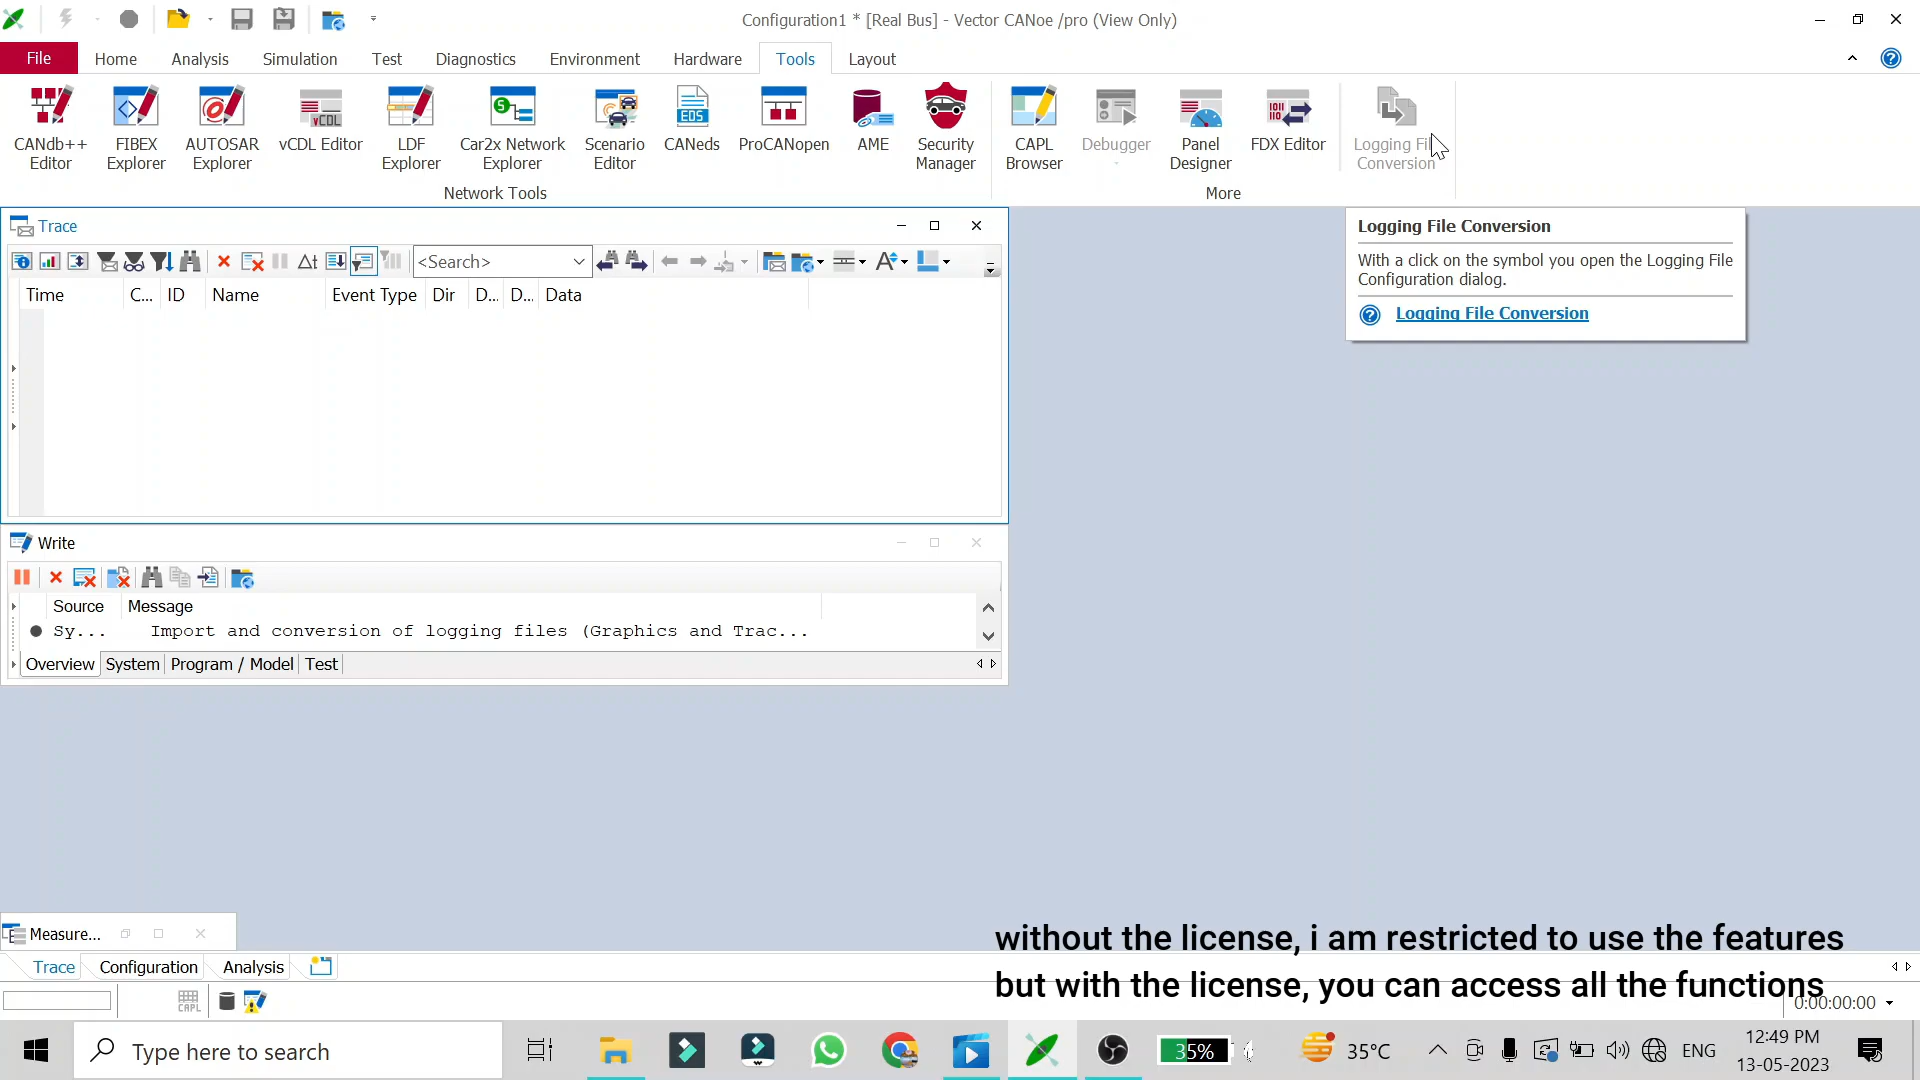 Configuration1 * [Real Bus] - Vector CANoe /pro (View Only)
File Home Analysis Simulation Test Diagnostics Environment Hardware Tools Layout
CANdb++ Editor
FIBEX Explorer
AUTOSAR Explorer
vCDL
vCDL Editor
LDF Explorer
Car2x Network Explorer
Scenario Editor
EDS
CANeds
ProCANopen
AME
Security Manager
CAPL Browser
Debugger
Panel Designer
FDX Editor
Logging Conversion
Network Tools
More
Trace
<Search>
Time C... ID Name Event Type Dir D... D... Data
Logging File Conversion
With a click on the symbol you open the Logging File
Configuration dialog.
Logging File Conversion
Write
Source Message
Sy... Import and conversion of logging files (Graphics and Trac...
Overview System Program / Model Test
Measure...
without the license, i am restricted to use the features
but with the license, you can access all the functions
Trace Configuration Analysis
CAPL
0:00:00:00
Type here to search
35%
35°C
ENG
12:49 PM
13-05-2023